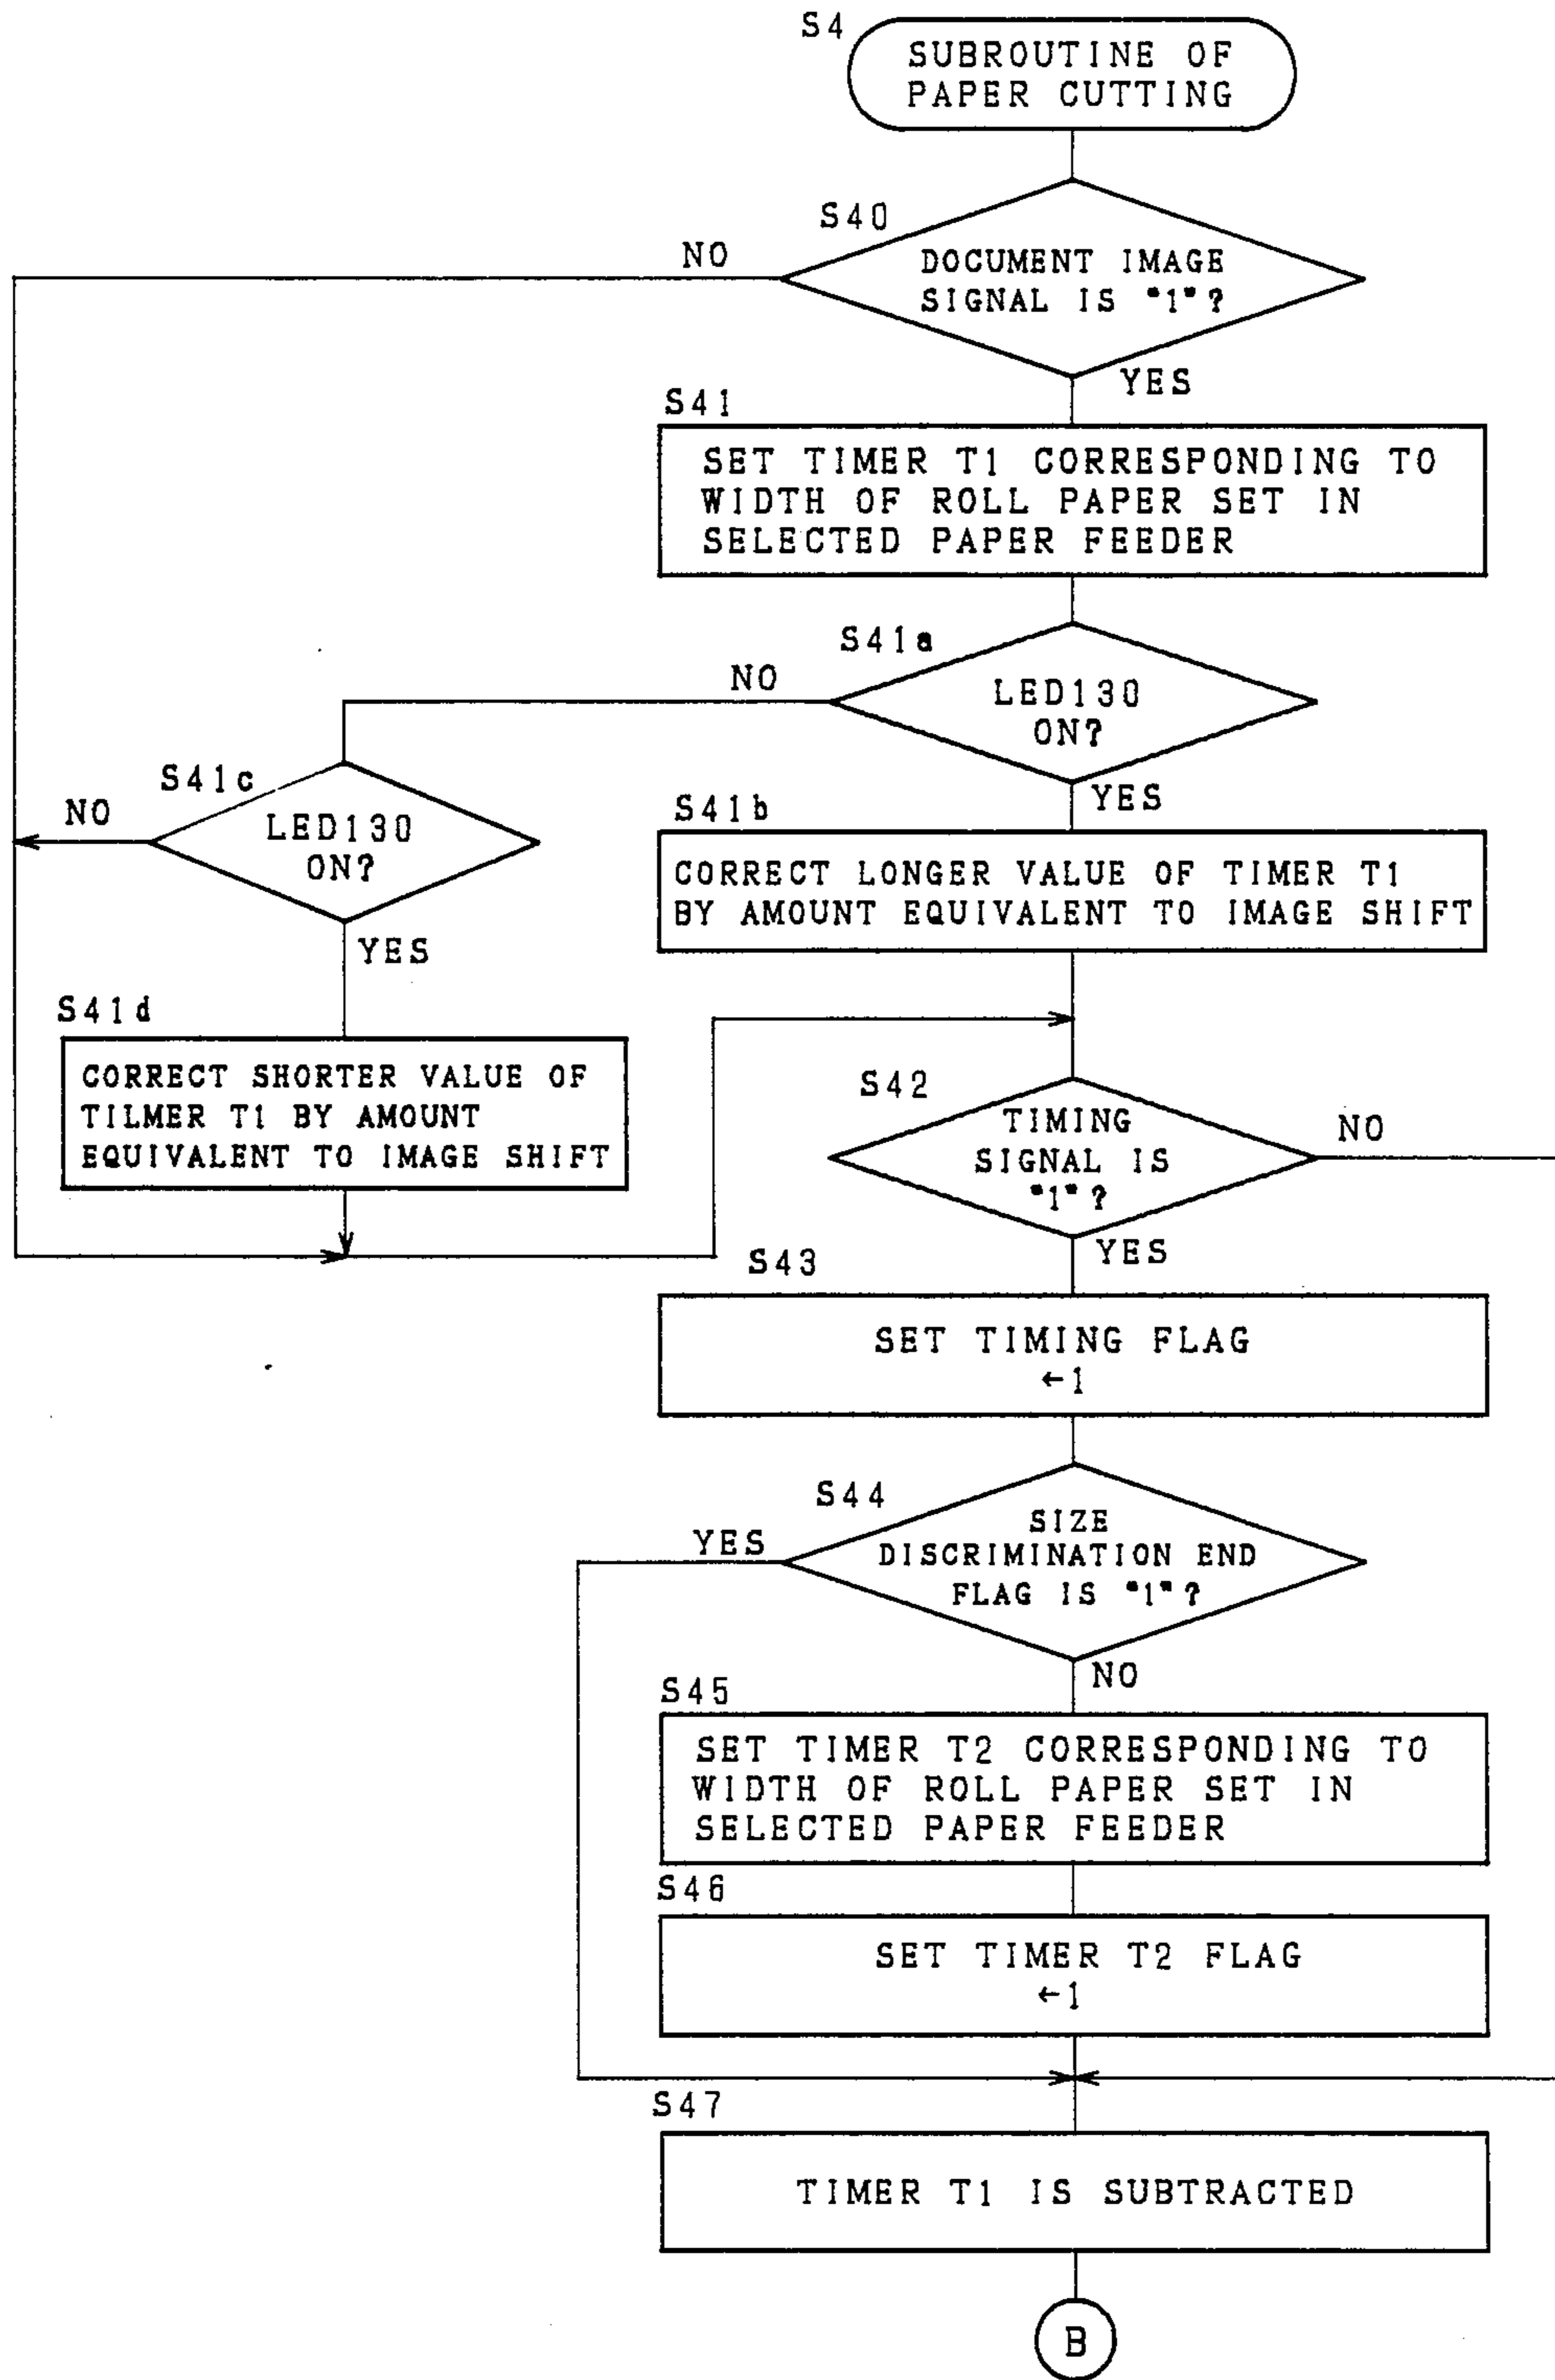 S4
SUBROUTINE OF
PAPER CUTTING
S40
NO
DOCUMENT IMAGE
SIGNAL IS "1"?
YES
S41
SET TIMER T1 CORRESPONDING TO
WIDTH OF ROLL PAPER SET IN
SELECTED PAPER FEEDER
S41a
NO
LED130
ON?
YES
S41c
NO
LED130
ON?
YES
S41b
CORRECT LONGER VALUE OF TIMER T1
BY AMOUNT EQUIVALENT TO IMAGE SHIFT
S41d
CORRECT SHORTER VALUE OF
TILMER T1 BY AMOUNT
EQUIVALENT TO IMAGE SHIFT
S42
TIMING
SIGNAL IS
"1"?
NO
YES
S43
SET TIMING FLAG
←1
S44
YES
SIZE
DISCRIMINATION END
FLAG IS "1"?
NO
S45
SET TIMER T2 CORRESPONDING TO
WIDTH OF ROLL PAPER SET IN
SELECTED PAPER FEEDER
S46
SET TIMER T2 FLAG
←1
S47
TIMER T1 IS SUBTRACTED
B